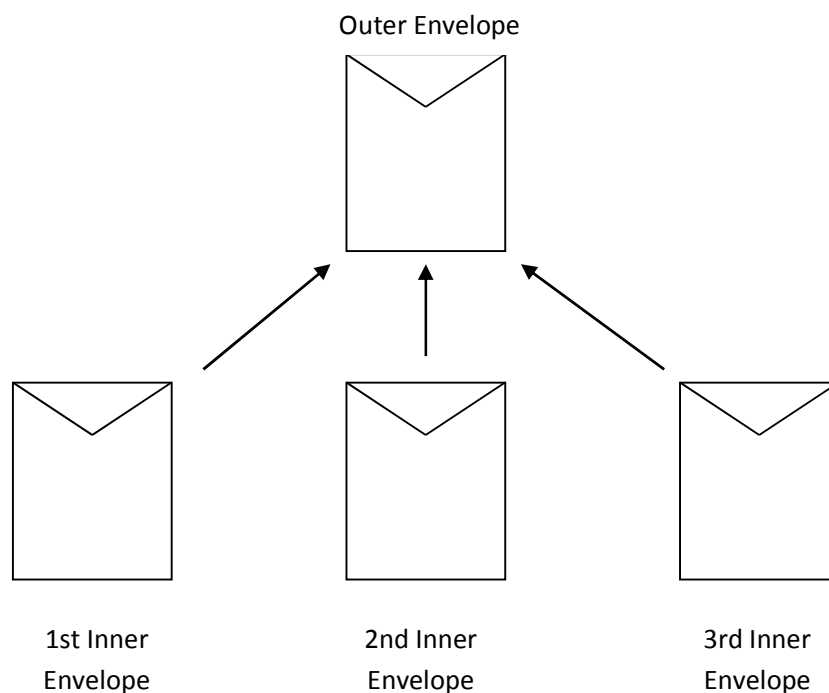 Outer Envelope
1st Inner
Envelope
2nd Inner
Envelope
3rd Inner
Envelope